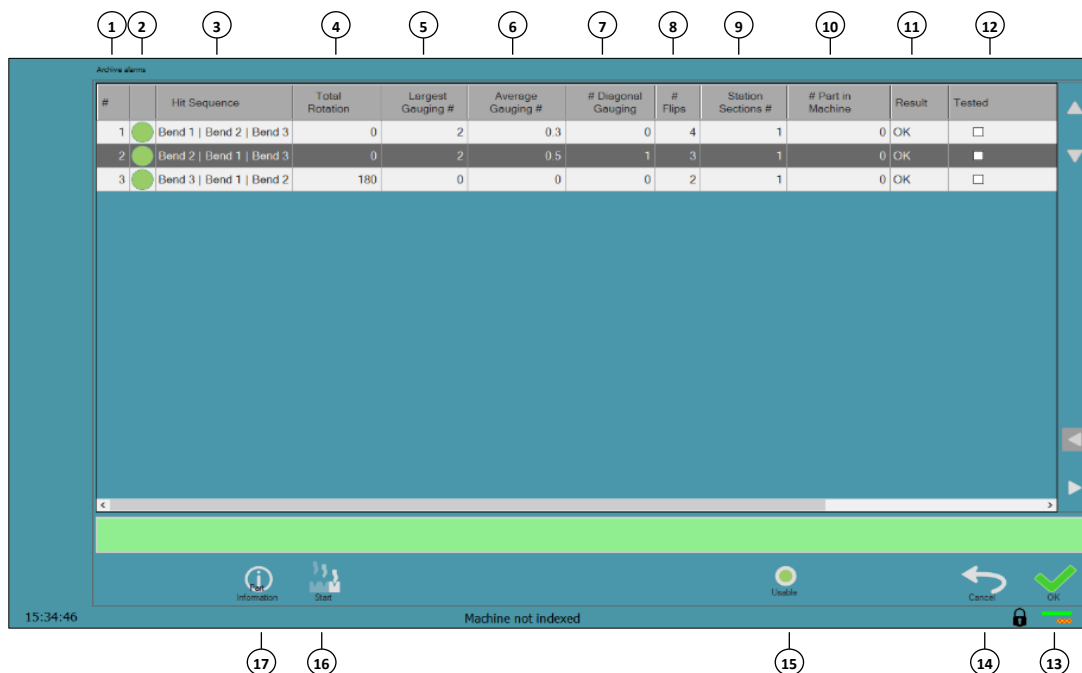 1 2 3 4 5 6 7 8 9 10 11 12
Archive alarms
# Hit Sequence Total Rotation Largest Gauging # Average Gauging # # Diagonal Gauging # Flips Station Sections # # Part in Machine Result Tested
1 Bend 1 | Bend 2 | Bend 3 0 2 0.3 0 4 1 0 OK
2 Bend 2 | Bend 1 | Bend 3 0 2 0.5 1 3 1 0 OK
3 Bend 3 | Bend 1 | Bend 2 180 0 0 0 2 1 0 OK
Part Information Start Usable Cancel OK
15:34:46 Machine not indexed
17 16 15 14 13